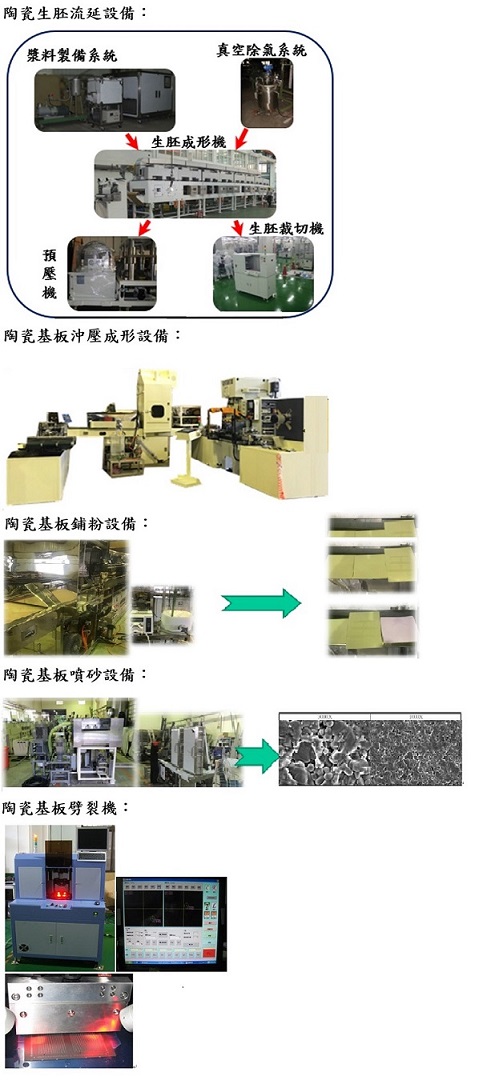 陶瓷生胚流延設備：
漿料製備系統
真空除氣系統
生胚成形機
預壓機
生胚裁切機
陶瓷基板沖壓成形設備：
陶瓷基板鋪粉設備：
陶瓷基板噴砂設備：
陶瓷基板劈裂機：